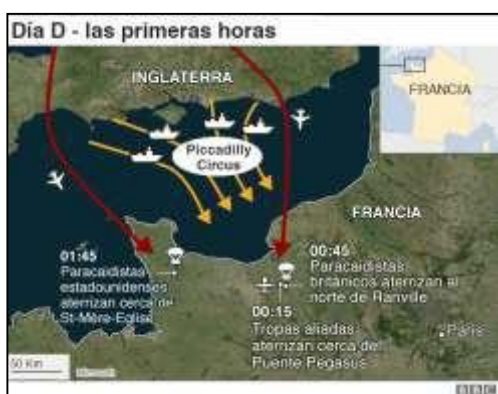 Día D - las primeras horas
INGLATERRA
FRANCIA
Piccadilly
Circus
FRANCIA
01:45
Paracaidistas
estadounidenses
aterrizan cerca de
St-Mère-Eglise
00:45
Paracaidistas
británicos aterrizan al
norte de Ranville
00:15
Tropas aliadas
aterrizan cerca de
Puente Pegasus
Paris
50 Km
BBC